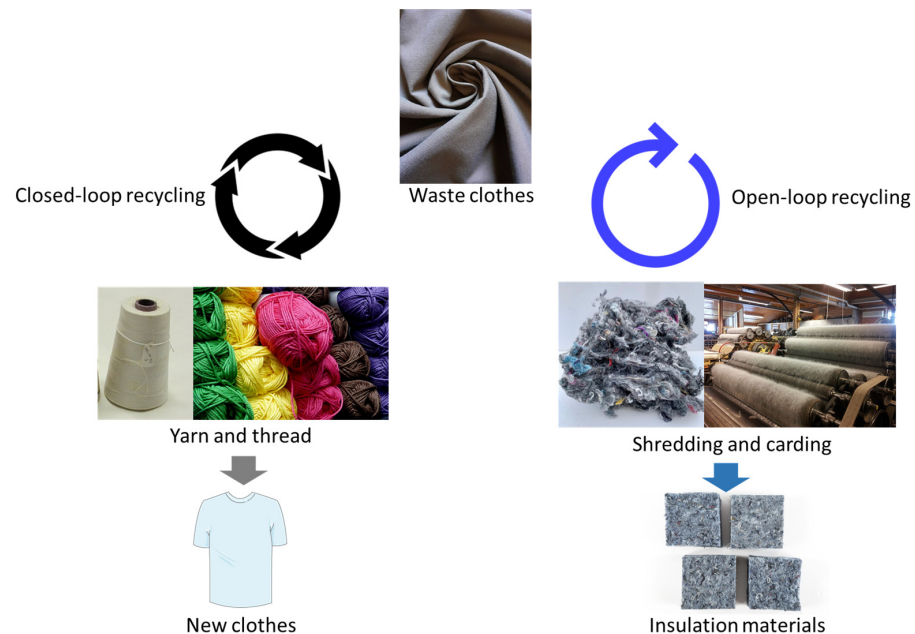 Waste clothes
Closed-loop recycling
Open-loop recycling
Yarn and thread
Shredding and carding
New clothes
Insulation materials